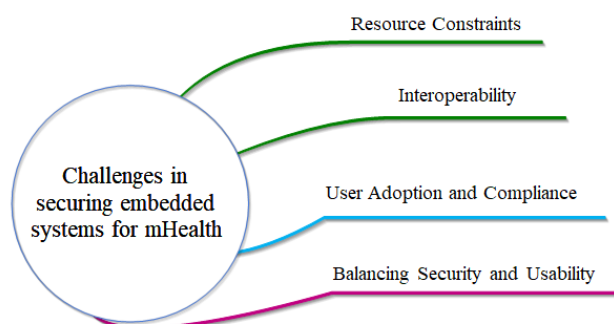 Resource Constraints
Interoperability
Challenges in
securing embedded
systems for mHealth
User Adoption and Compliance
Balancing Security and Usability